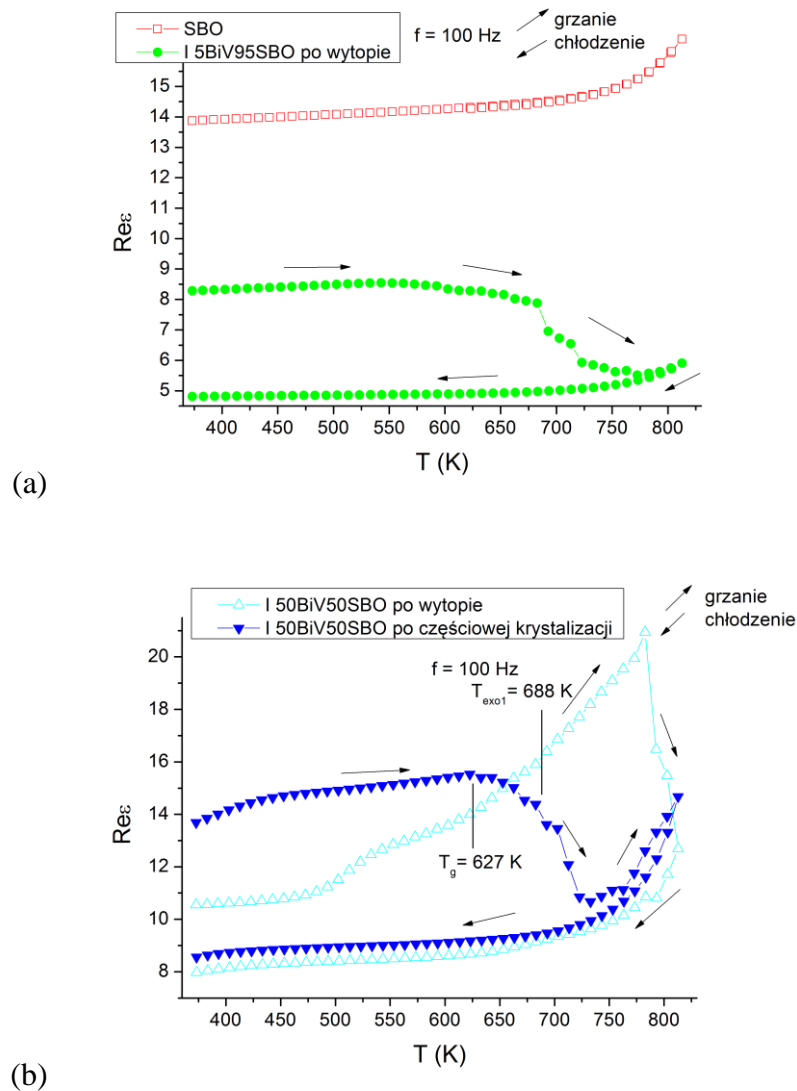 SBO
I 5BiV95SBO po wytopie
f = 100 Hz
grzanie
chłodzenie
15
14
13
12
11
10
9
8
7
6
5
Reε
400 450 500 550 600 650 700 750 800
T (K)
(a)
I 50BiV50SBO po wytopie
I 50BiV50SBO po częściowej krystalizacji
grzanie
chłodzenie
f = 100 Hz
T_exo1 = 688 K
T_g = 627 K
20
18
16
14
12
10
8
Reε
400 450 500 550 600 650 700 750 800
T (K)
(b)